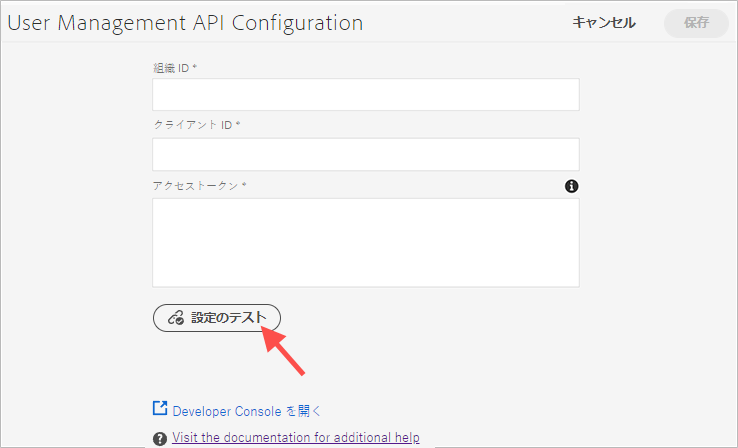 User Management API Configuration キャンセル 保存
組織 ID *
クライアント ID *
アクセストークン *
設定のテスト
Developer Console を開く
Visit the documentation for additional help